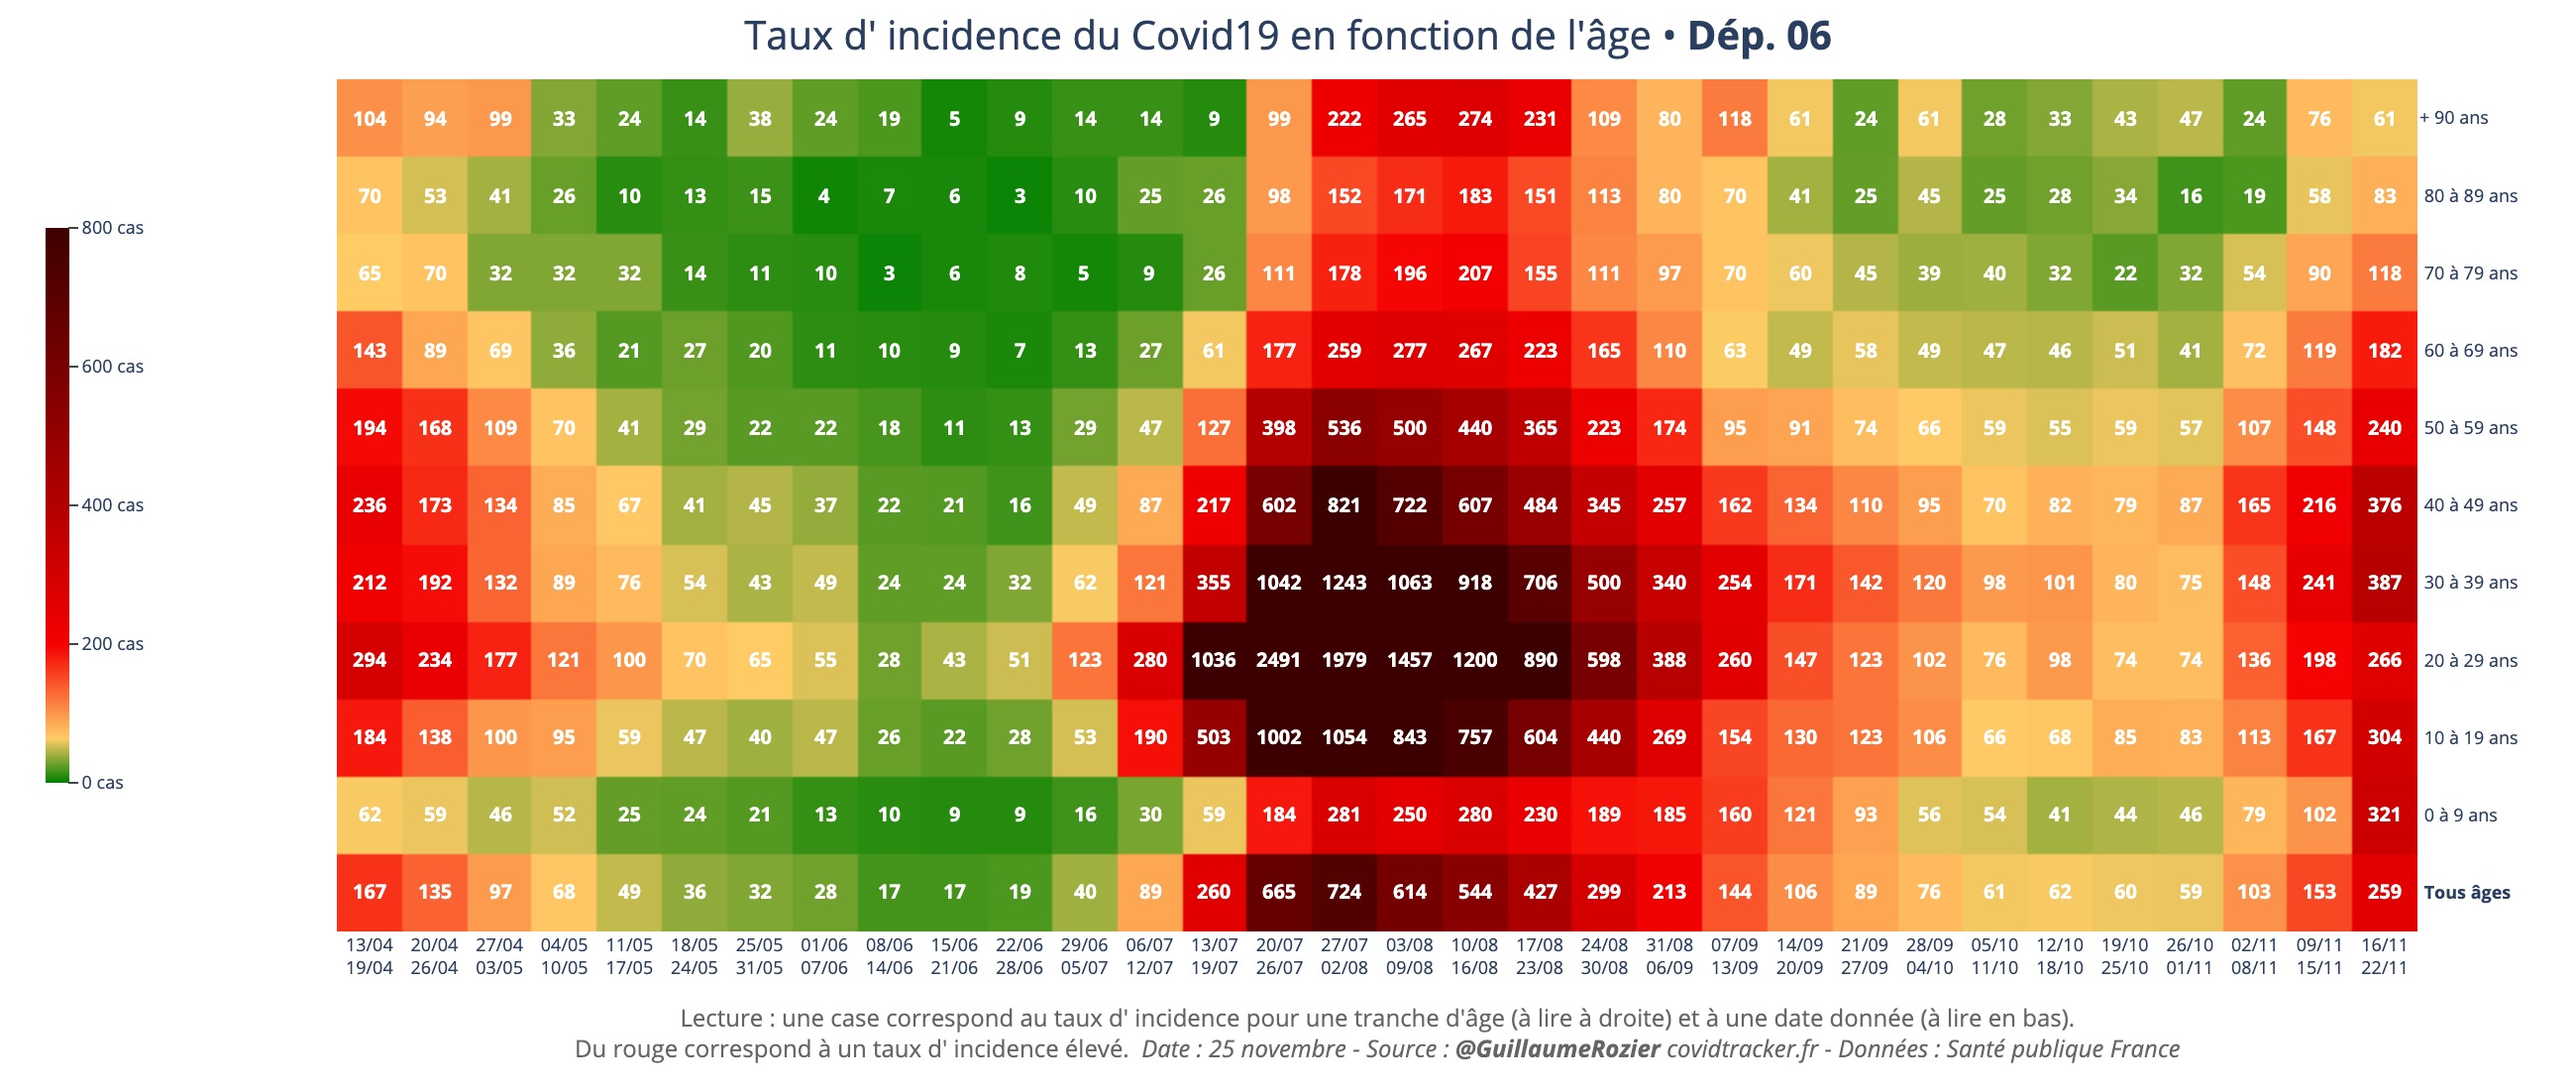 Taux d' incidence du Covid19 en fonction de l'âge • Dép. 06
800 cas
600 cas
400 cas
200 cas
0 cas
104 94 99 33 24 14 38 24 19 5 9 14 14 9 99 222 265 274 231 109 80 118 61 24 61 28 33 43 47 24 76 61 + 90 ans
70 53 41 26 10 13 15 4 7 6 3 10 25 26 98 152 171 183 151 113 80 70 41 25 45 25 28 34 16 19 58 83 80 à 89 ans
65 70 32 32 32 14 11 10 3 6 8 5 9 26 111 178 196 207 155 111 97 70 60 45 39 40 32 22 32 54 90 118 70 à 79 ans
143 89 69 36 21 27 20 11 10 9 7 13 27 61 177 259 277 267 223 165 110 63 49 58 49 47 46 51 41 72 119 182 60 à 69 ans
194 168 109 70 41 29 22 22 18 11 13 29 47 127 398 536 500 440 365 223 174 95 91 74 66 59 55 59 57 107 148 240 50 à 59 ans
236 173 134 85 67 41 45 37 22 21 16 49 87 217 602 821 722 607 484 345 257 162 134 110 95 70 82 79 87 165 216 376 40 à 49 ans
212 192 132 89 76 54 43 49 24 24 32 62 121 355 1042 1243 1063 918 706 500 340 254 171 142 120 98 101 80 75 148 241 387 30 à 39 ans
294 234 177 121 100 70 65 55 28 43 51 123 280 1036 2491 1979 1457 1200 890 598 388 260 147 123 102 76 98 74 74 136 198 266 20 à 29 ans
184 138 100 95 59 47 40 47 26 22 28 53 190 503 1002 1054 843 757 604 440 269 154 130 123 106 66 68 85 83 113 167 304 10 à 19 ans
62 59 46 52 25 24 21 13 10 9 9 16 30 59 184 281 250 280 230 189 185 160 121 93 56 54 41 44 46 79 102 321 0 à 9 ans
167 135 97 68 49 36 32 28 17 17 19 40 89 260 665 724 614 544 427 299 213 144 106 89 76 61 62 60 59 103 153 259 Tous âges
13/04 20/04 27/04 04/05 11/05 18/05 25/05 01/06 08/06 15/06 22/06 29/06 06/07 13/07 20/07 27/07 03/08 10/08 17/08 24/08 31/08 07/09 14/09 21/09 28/09 05/10 12/10 19/10 26/10 02/11 09/11 16/11
19/04 26/04 03/05 10/05 17/05 24/05 31/05 07/06 14/06 21/06 28/06 05/07 12/07 19/07 26/07 02/08 09/08 16/08 23/08 30/08 06/09 13/09 20/09 27/09 04/10 11/10 18/10 25/10 01/11 08/11 15/11 22/11
Lecture : une case correspond au taux d' incidence pour une tranche d'âge (à lire à droite) et à une date donnée (à lire en bas).
Du rouge correspond à un taux d' incidence élevé. Date : 25 novembre - Source : @GuillaumeRozier covidtracker.fr - Données : Santé publique France